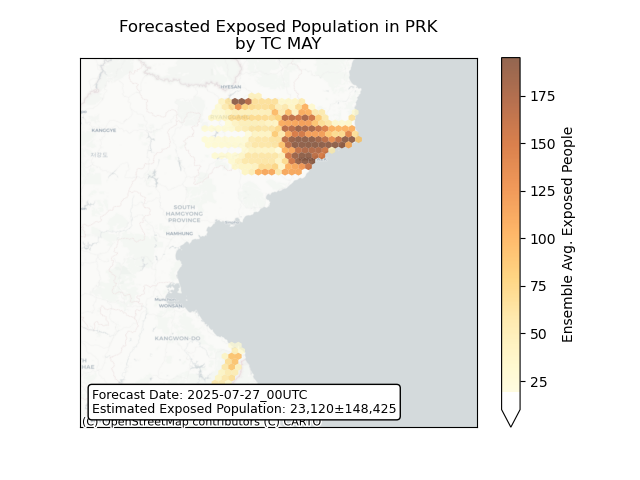 Forecasted Exposed Population in PRK
by TC MAY
HYESAN
KANGGYE
SOUTH
HAMGYONG
PROVINCE
HAMHUNG
WONSAN
KANGWON-DO
HAE
175
150
125
100
75
50
25
Ensemble Avg. Exposed People
Forecast Date: 2025-07-27_00UTC
Estimated Exposed Population: 23,120±148,425
(C) OpenStreetMap contributors (C) CARTO